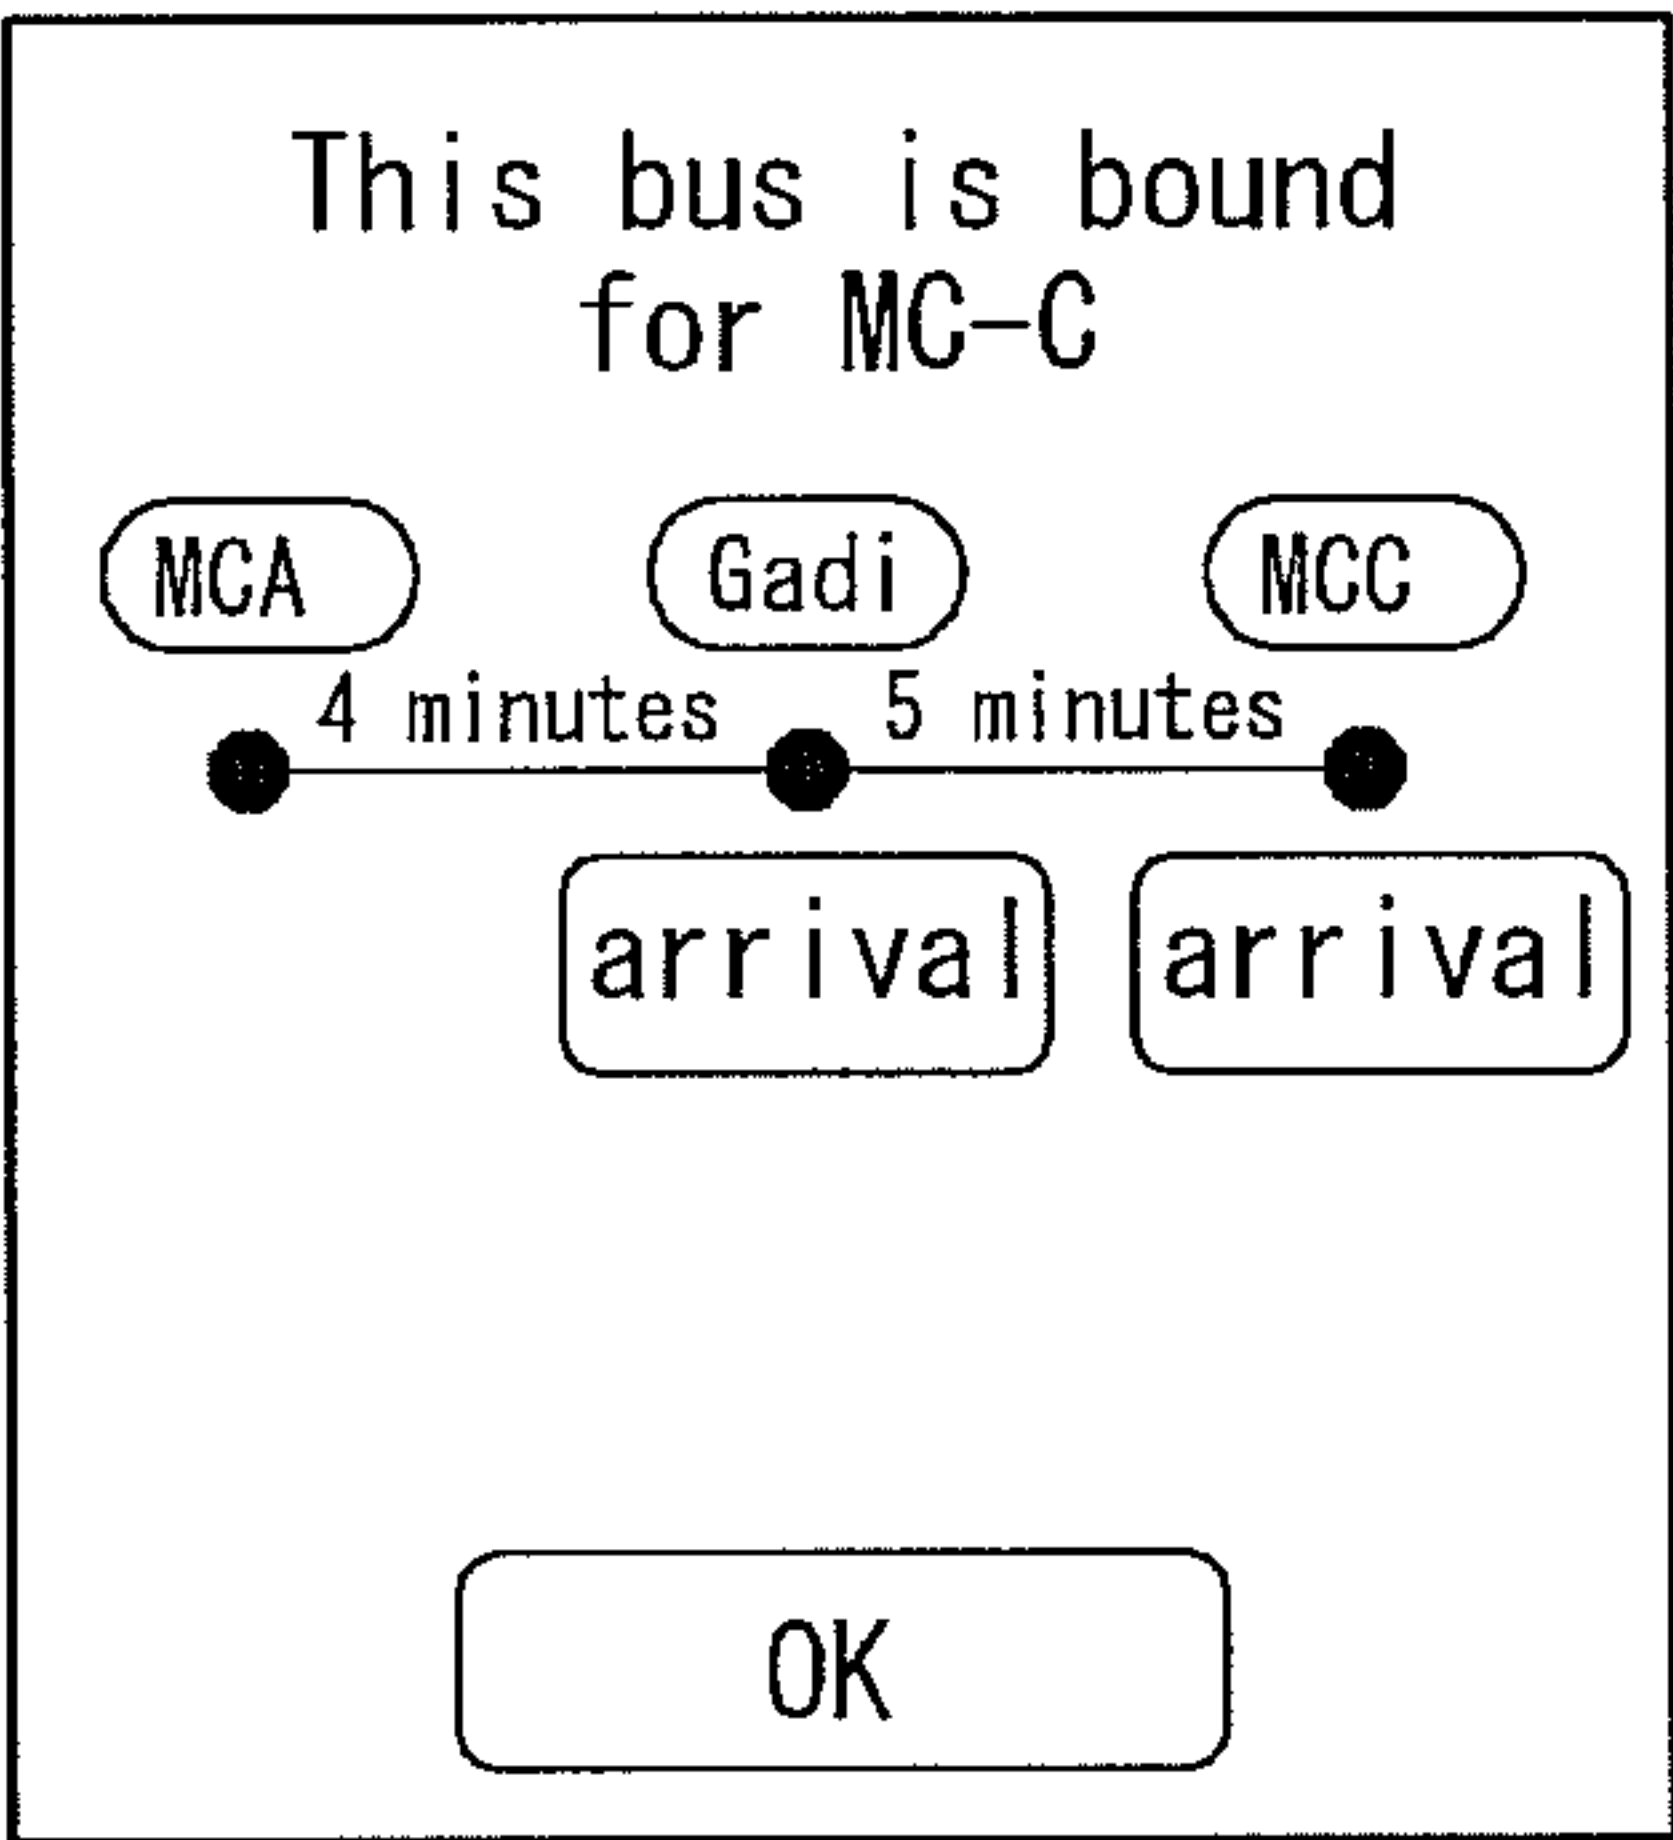 This bus is bound
for MC-C
MCA Gadi MCC
4 minutes 5 minutes
arrival arrival
OK